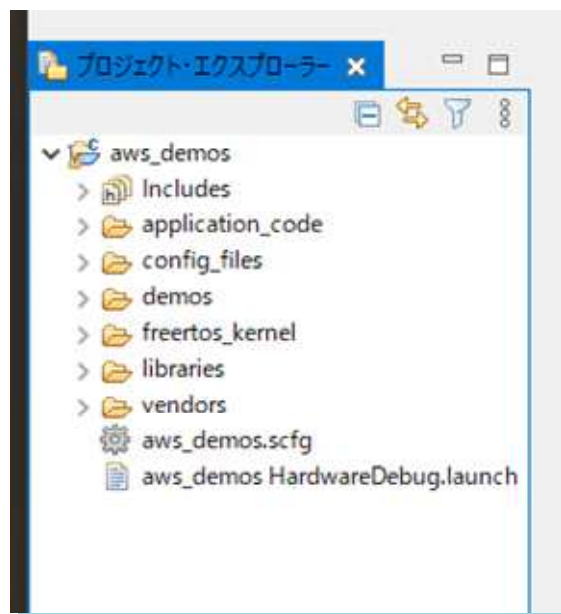 プロジェクト・エクスプローラー
aws_demos
Includes
application_code
config_files
demos
freertos_kernel
libraries
vendors
aws_demos.scfg
aws_demos HardwareDebug.launch